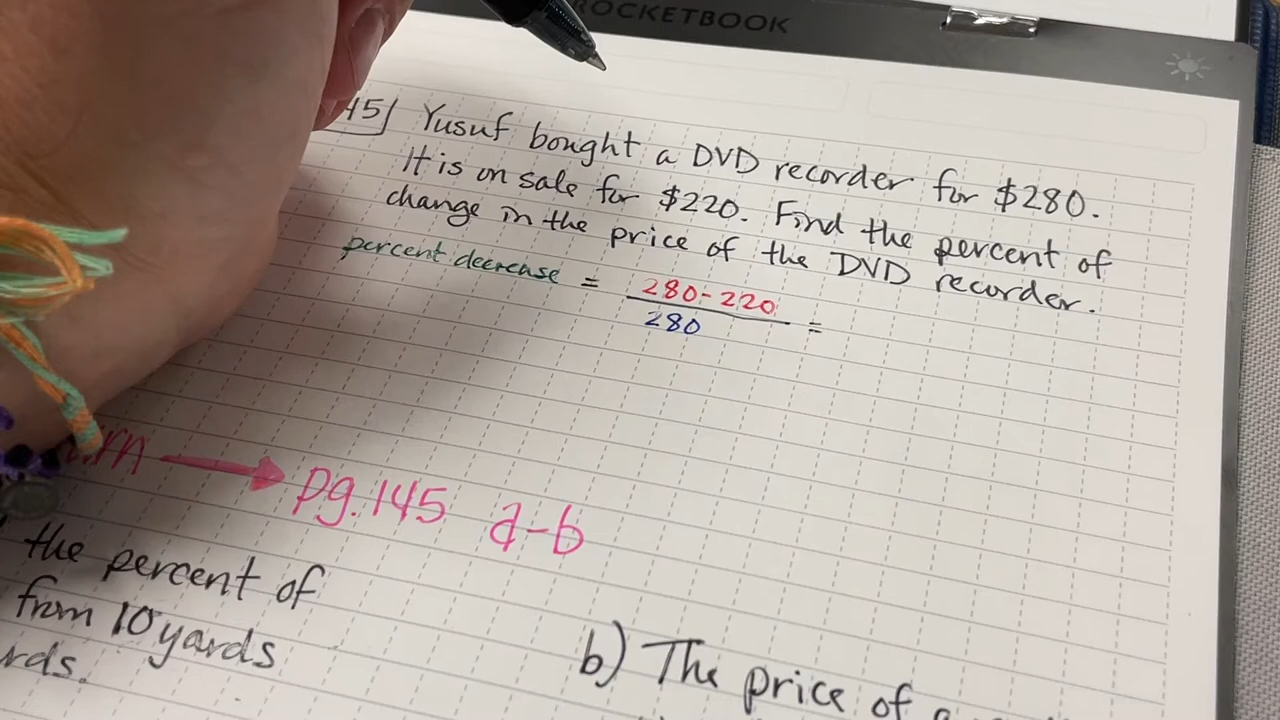 ROCKETBOOK
45 Yusuf bought a DVD recorder for $280.
It is on sale for $220. Find the percent of
change in the price of the DVD recorder.
percent decrease = 280-220 =
280
pg.145 a-b
the percent of
from 10 yards
b) The price of a